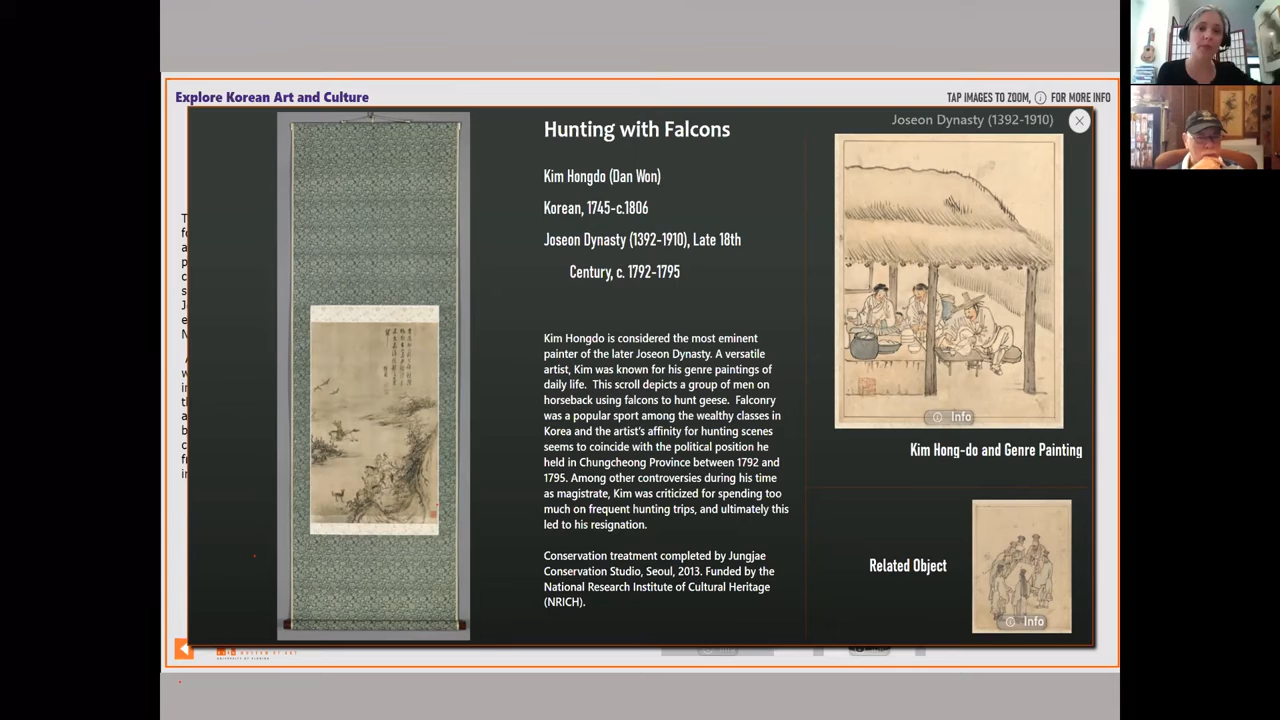 Explore Korean Art and Culture
TAP IMAGES TO ZOOM, ⓘ FOR MORE INFO
Joseon Dynasty (1392-1910)
Hunting with Falcons
Kim Hongdo (Dan Won)
Korean, 1745-c.1806
Joseon Dynasty (1392-1910), Late 18th
Century, c. 1792-1795
Kim Hongdo is considered the most eminent
painter of the later Joseon Dynasty. A versatile
artist, Kim was known for his genre paintings of
daily life. This scroll depicts a group of men on
horseback using falcons to hunt geese. Falconry
was a popular sport among the wealthy classes in
Korea and the artist's affinity for hunting scenes
seems to coincide with the political position he
held in Chungcheong Province between 1792 and
1795. Among other controversies during his time
as magistrate, Kim was criticized for spending too
much on frequent hunting trips, and ultimately this
led to his resignation.
Conservation treatment completed by Jungjae
Conservation Studio, Seoul, 2013. Funded by the
National Research Institute of Cultural Heritage
(NRICH).
Info
Kim Hong-do and Genre Painting
Related Object
Info
MUSEUM OF ART
UNIVERSITY OF FLORIDA